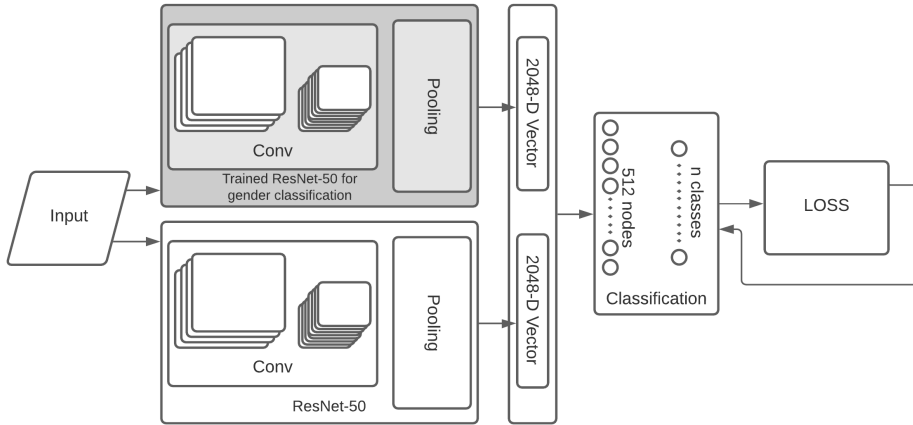 Input
Conv
Pooling
Trained ResNet-50 for
gender classification
2048-D Vector
Conv
Pooling
ResNet-50
2048-D Vector
512 nodes
n classes
Classification
LOSS